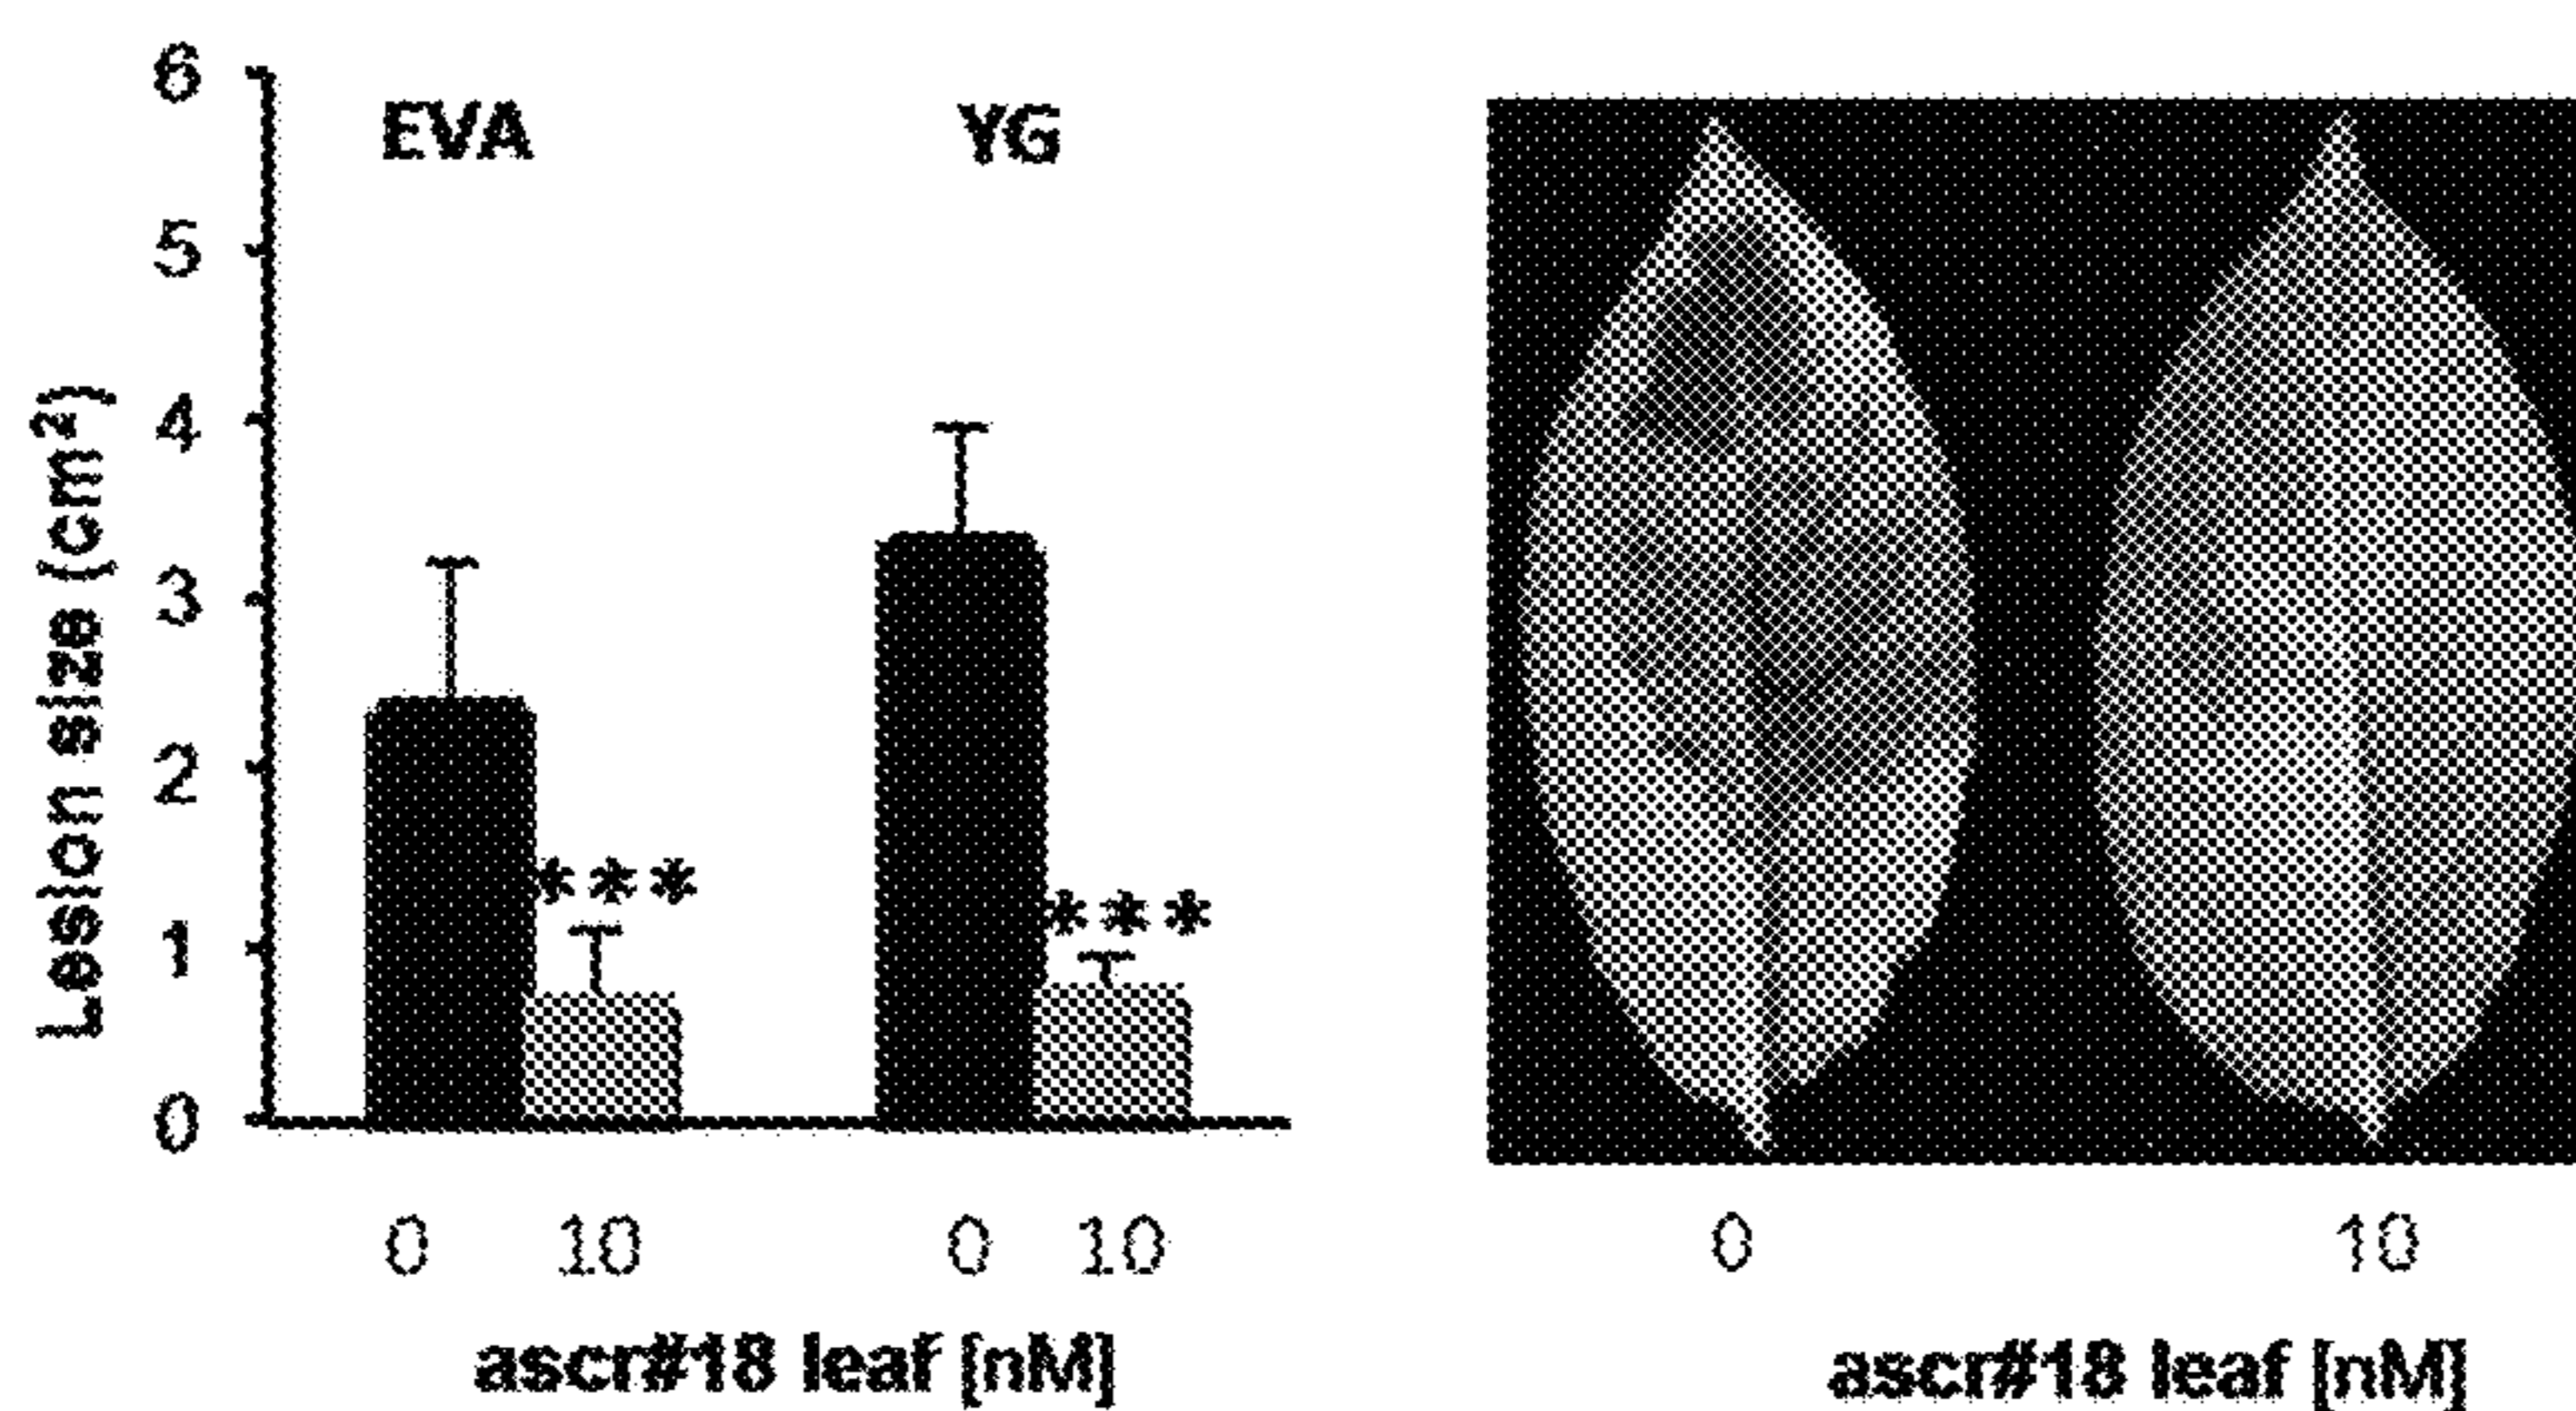 Lesion size (cm²)
6
5
4
3
2
1
0
EVA YG
*** ***
0 10 0 10
ascr#18 leaf [nM]
0 10
ascr#18 leaf [nM]